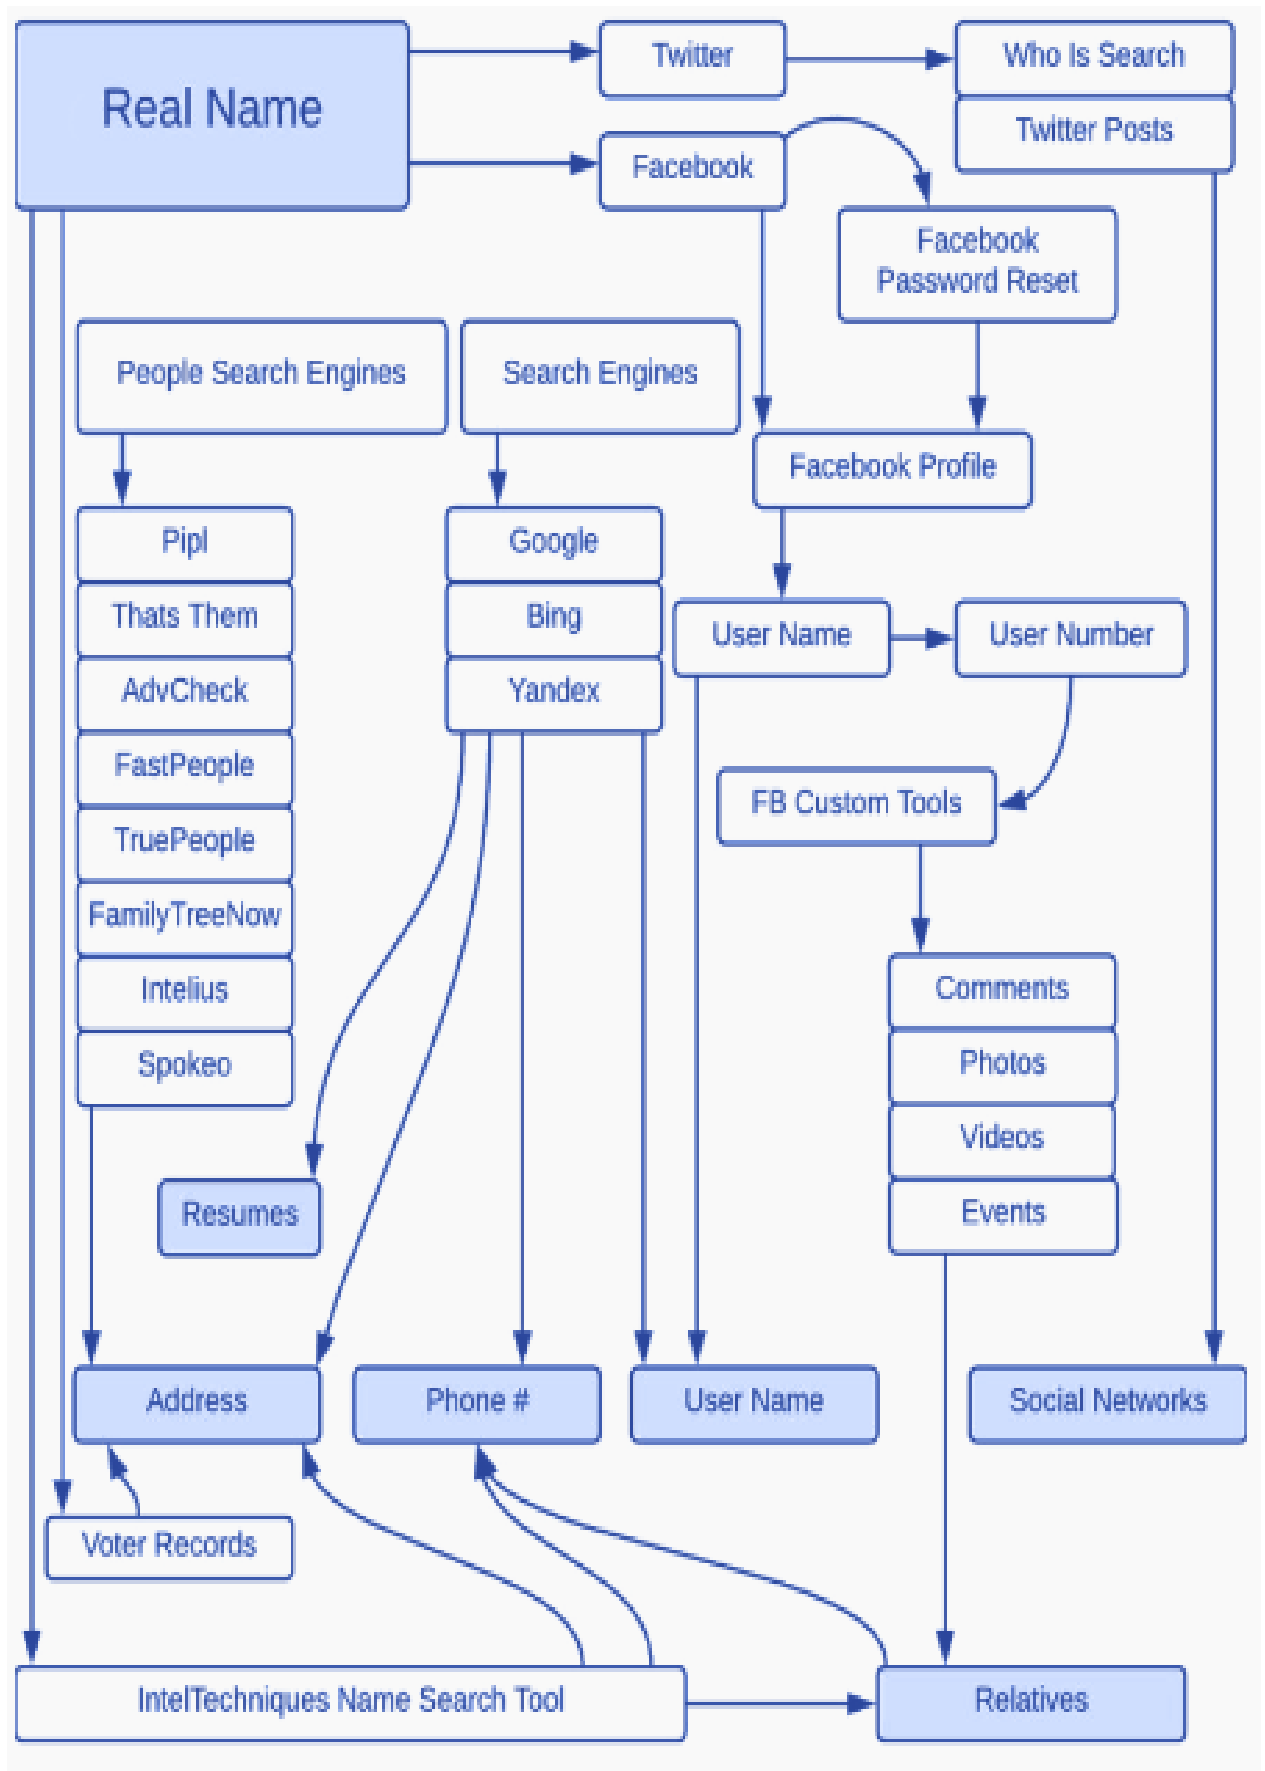 Real Name
Twitter
Who Is Search
Twitter Posts
Facebook
Facebook
Password Reset
People Search Engines
Search Engines
Facebook Profile
Pipl
Thats Them
AdvCheck
FastPeople
TruePeople
FamilyTreeNow
Intelius
Spokeo
Google
Bing
Yandex
User Name
User Number
FB Custom Tools
Comments
Photos
Videos
Events
Resumes
Address
Phone #
User Name
Social Networks
Voter Records
IntelTechniques Name Search Tool
Relatives